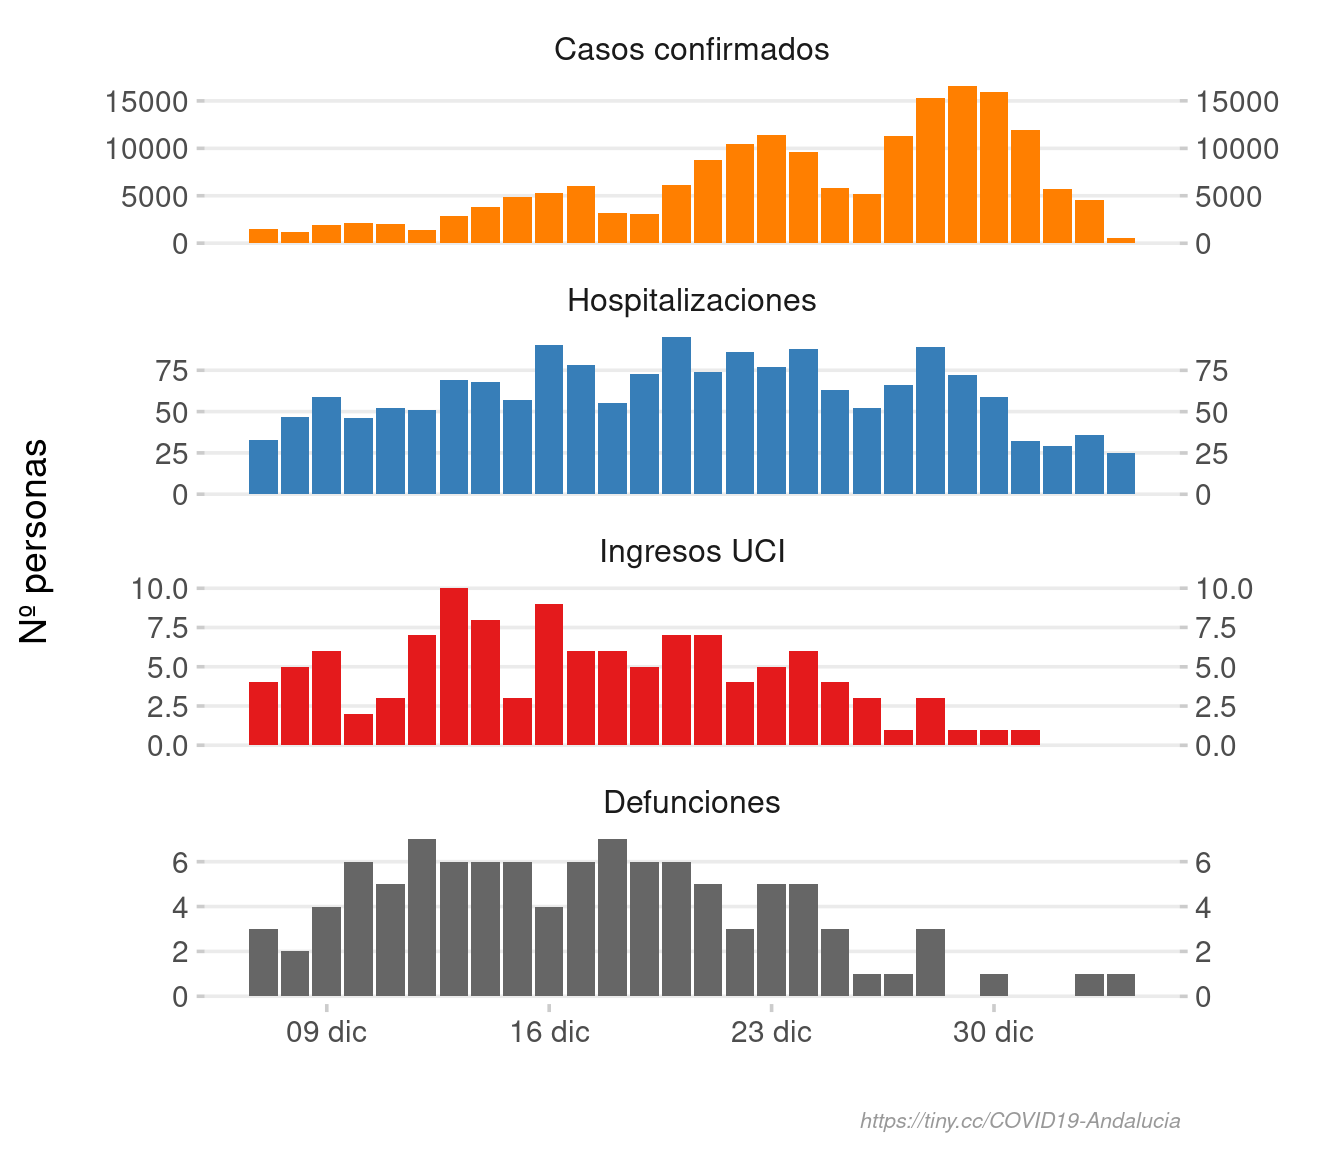 Casos confirmados
15000 15000
10000 10000
5000 5000
0 0
Hospitalizaciones
75 75
50 50
25 25
0 0
Nº personas
Ingresos UCI
10.0 10.0
7.5 7.5
5.0 5.0
2.5 2.5
0.0 0.0
Defunciones
6 6
4 4
2 2
0 0
09 dic 16 dic 23 dic 30 dic
https://tiny.cc/COVID19-Andalucia